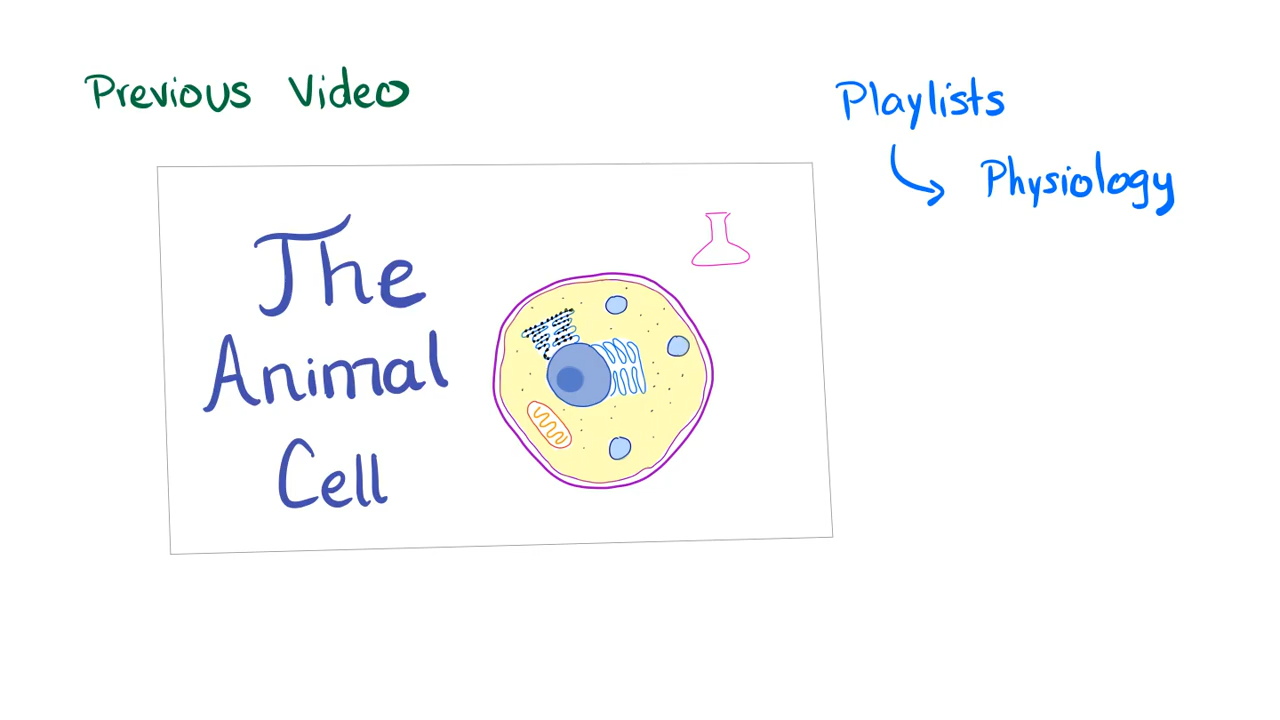 Previous Video
Playlists
Physiology
The
Animal
Cell